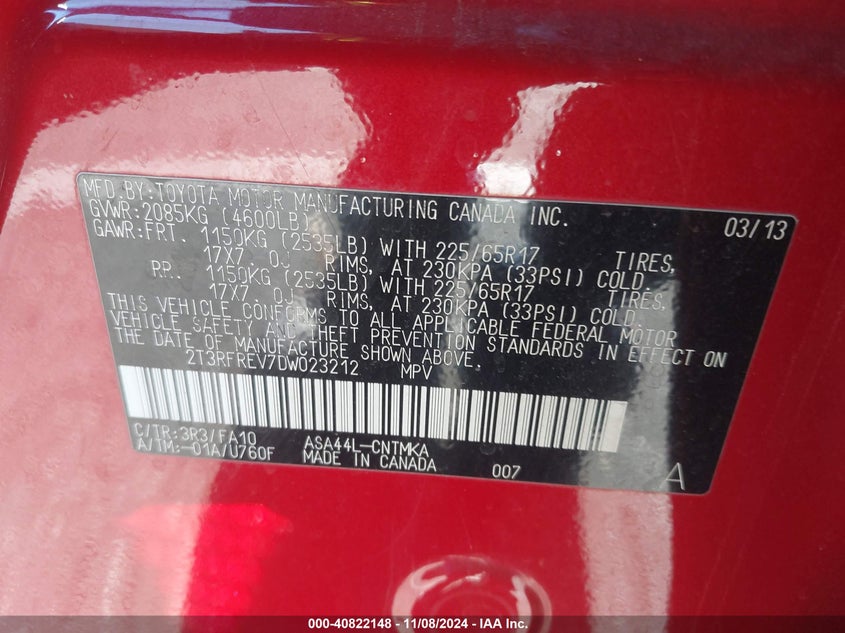 MFD BY:TOYOTA MOTOR MANUFACTURING CANADA INC. 03/13
GVWR:2085KG (4600LB)
GAWR:FRT. 1150KG (2535LB) WITH 225/65R17 TIRES,
17X7. 0J RIMS, AT 230KPA (33PSI) COLD,
RR. 1150KG (2535LB) WITH 225/65R17 TIRES,
17X7. 0J RIMS, AT 230KPA (33PSI) COLD.
THIS VEHICLE CONFORMS TO ALL APPLICABLE FEDERAL MOTOR
VEHICLE SAFETY AND THEFT PREVENTION STANDARDS IN EFFECT ON
THE DATE OF MANUFACTURE SHOWN ABOVE.
2T3RFREV7DW023212 MPV
C/TR:3R3/FA10 ASA44L-CNTMKA
A/TM:-01A/U760F MADE IN CANADA 007 A
000-40822148 - 11/08/2024 - IAA Inc.